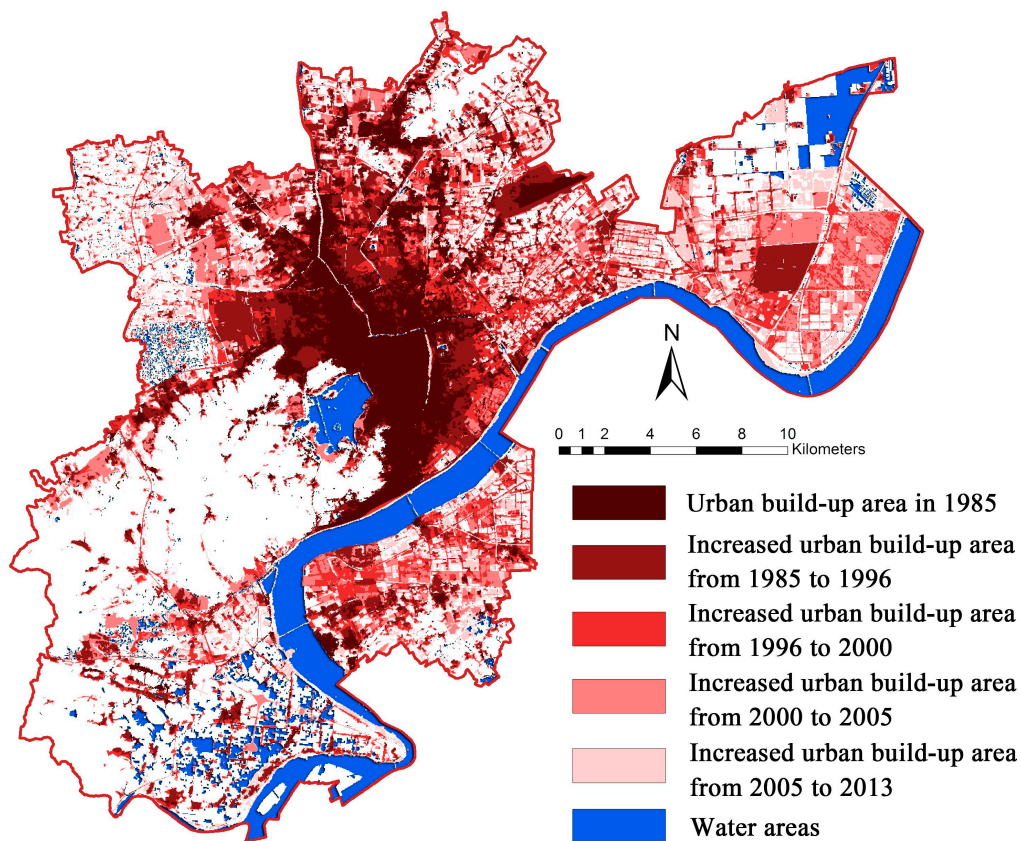 N
0 1 2 4 6 8 10
Kilometers
Urban build-up area in 1985
Increased urban build-up area
from 1985 to 1996
Increased urban build-up area
from 1996 to 2000
Increased urban build-up area
from 2000 to 2005
Increased urban build-up area
from 2005 to 2013
Water areas